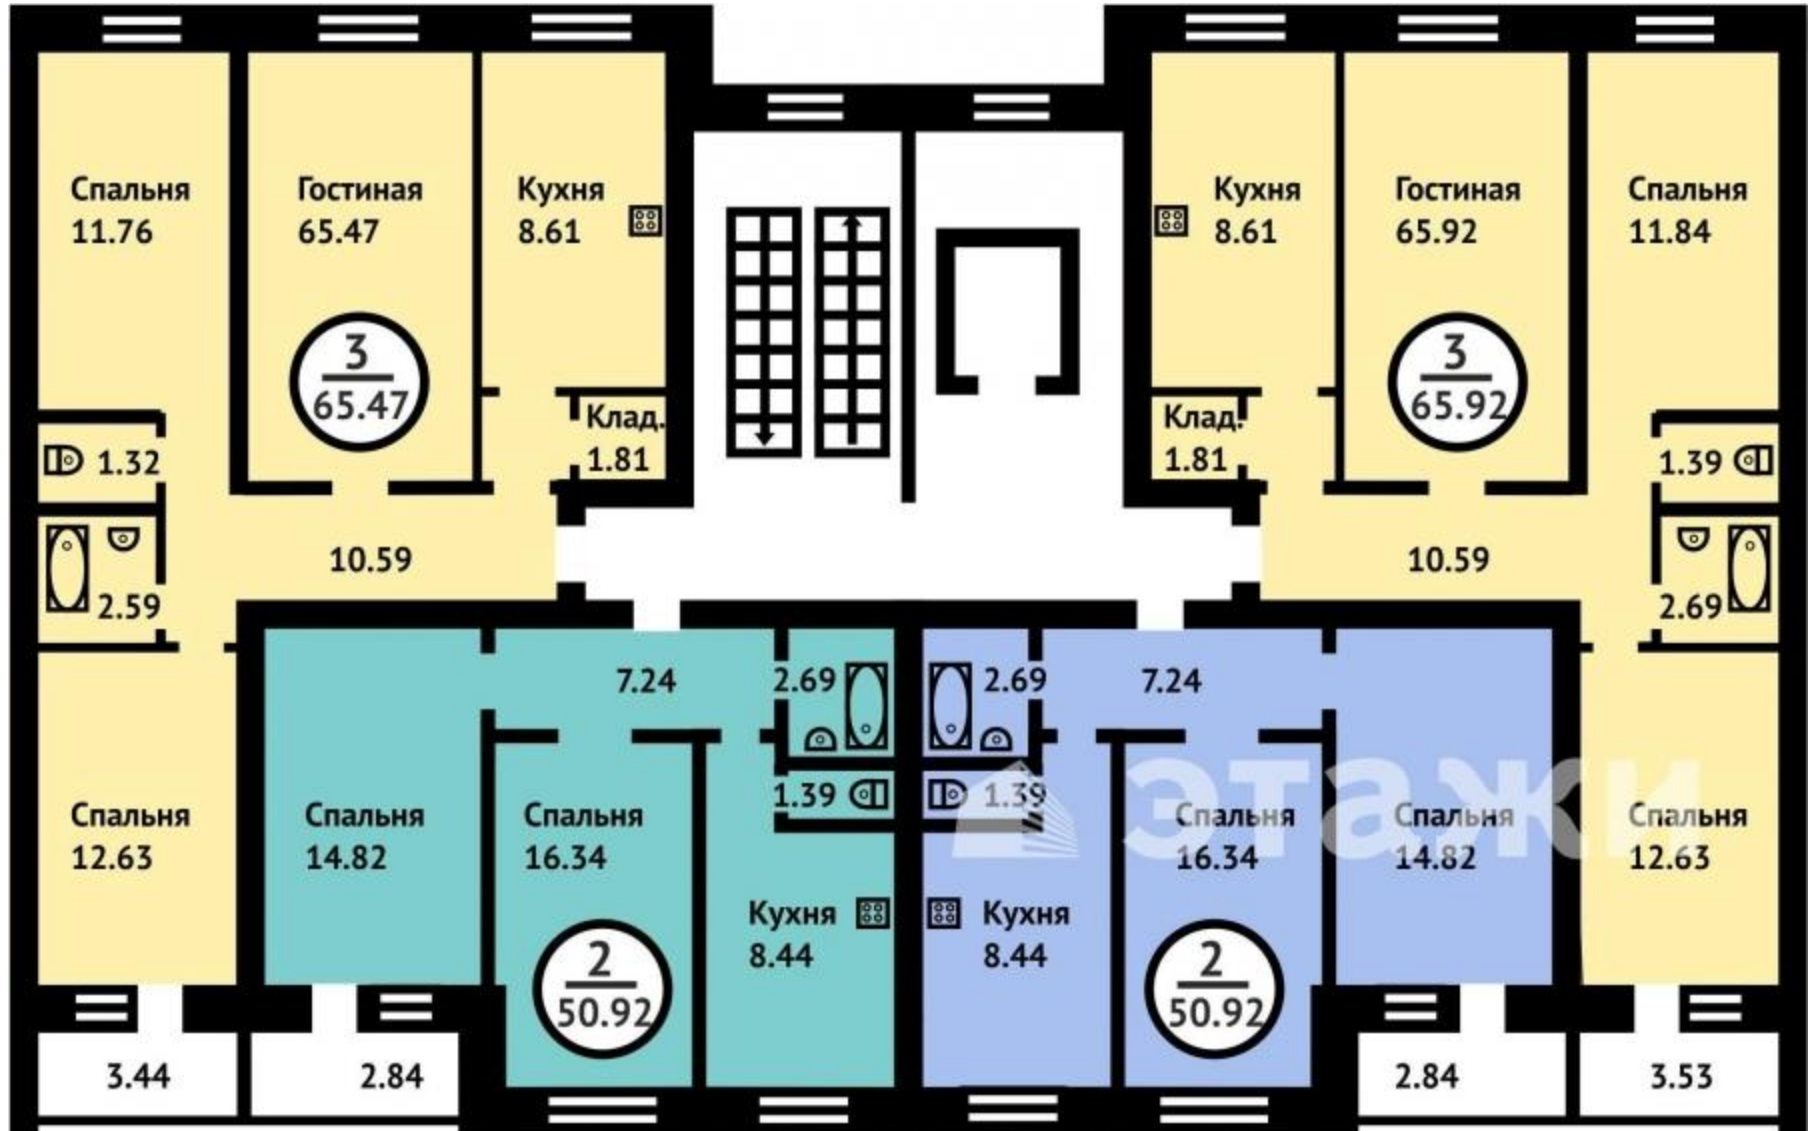 Спальня
11.76
Гостиная
65.47
Кухня
8.61
Кухня
8.61
Гостиная
65.92
Спальня
11.84
3
65.47
3
65.92
Клад.
1.81
Клад.
1.81
1.32
1.39
10.59
10.59
2.59
2.69
7.24
2.69
2.69
7.24
1.39
1.39
этажи
Спальня
12.63
Спальня
14.82
Спальня
16.34
Спальня
16.34
Спальня
14.82
Спальня
12.63
Кухня
8.44
Кухня
8.44
2
50.92
2
50.92
3.44
2.84
2.84
3.53